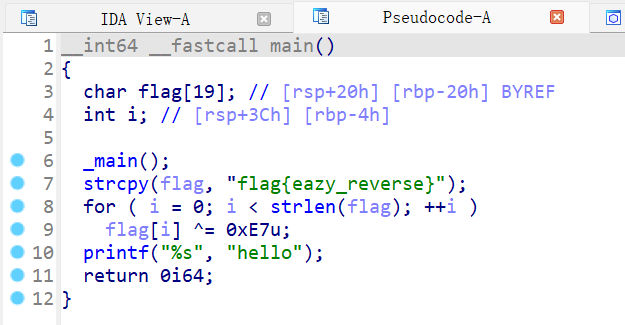 IDA View-A Pseudocode-A
1 __int64 __fastcall main()
2 {
3 char flag[19]; // [rsp+20h] [rbp-20h] BYREF
4 int i; // [rsp+3Ch] [rbp-4h]
5
6 _main();
7 strcpy(flag, "flag{eazy_reverse}");
8 for ( i = 0; i < strlen(flag); ++i )
9 flag[i] ^= 0xE7u;
10 printf("%s", "hello");
11 return 0i64;
12 }